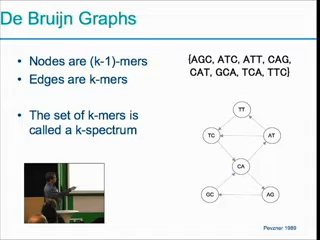 De Bruijn Graphs
• Nodes are (k-1)-mers
• Edges are k-mers
• The set of k-mers is
called a k-spectrum
{AGC, ATC, ATT, CAG,
CAT, GCA, TCA, TTC}
TT
TC
AT
CA
GC
AG
Pevzner 1989